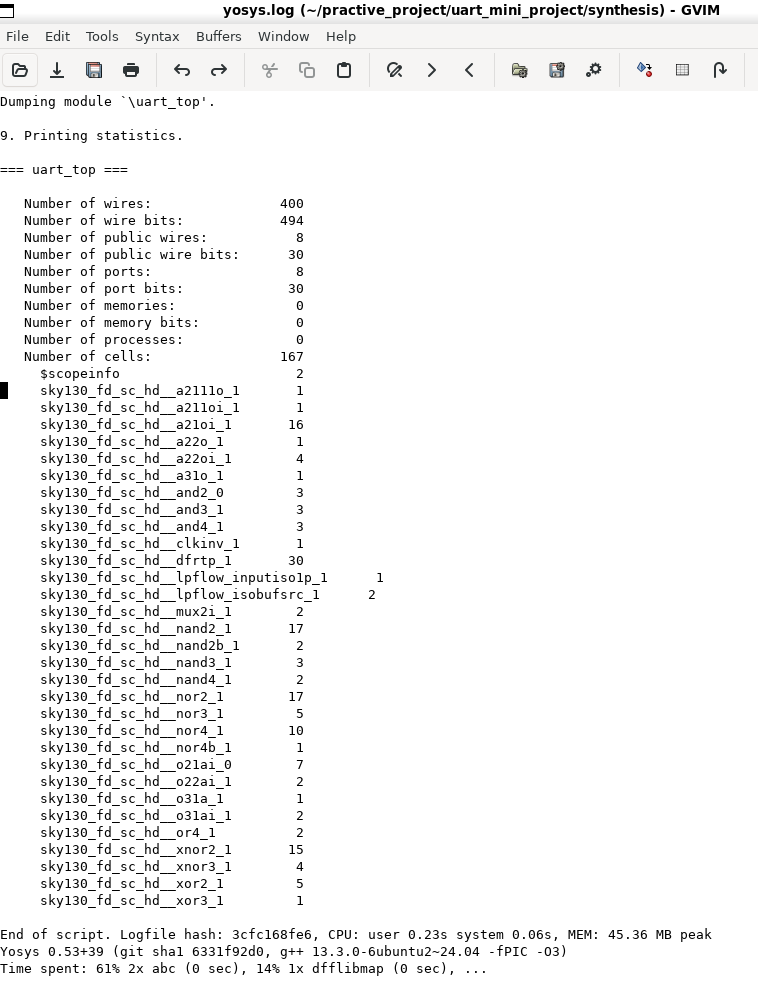 yosys.log (~/practive_project/uart_mini_project/synthesis) - GVIM
File Edit Tools Syntax Buffers Window Help
Dumping module `\uart_top'.
9. Printing statistics.
=== uart_top ===
Number of wires: 400
Number of wire bits: 494
Number of public wires: 8
Number of public wire bits: 30
Number of ports: 8
Number of port bits: 30
Number of memories: 0
Number of memory bits: 0
Number of processes: 0
Number of cells: 167
$scopeinfo 2
sky130_fd_sc_hd__a2111o_1 1
sky130_fd_sc_hd__a211oi_1 1
sky130_fd_sc_hd__a21oi_1 16
sky130_fd_sc_hd__a22o_1 1
sky130_fd_sc_hd__a22oi_1 4
sky130_fd_sc_hd__a31o_1 1
sky130_fd_sc_hd__and2_0 3
sky130_fd_sc_hd__and3_1 3
sky130_fd_sc_hd__and4_1 3
sky130_fd_sc_hd__clkinv_1 1
sky130_fd_sc_hd__dfrtp_1 30
sky130_fd_sc_hd__lpflow_inputiso1p_1 1
sky130_fd_sc_hd__lpflow_isobufsrc_1 2
sky130_fd_sc_hd__mux2i_1 2
sky130_fd_sc_hd__nand2_1 17
sky130_fd_sc_hd__nand2b_1 2
sky130_fd_sc_hd__nand3_1 3
sky130_fd_sc_hd__nand4_1 2
sky130_fd_sc_hd__nor2_1 17
sky130_fd_sc_hd__nor3_1 5
sky130_fd_sc_hd__nor4_1 10
sky130_fd_sc_hd__nor4b_1 1
sky130_fd_sc_hd__o21ai_0 7
sky130_fd_sc_hd__o22ai_1 2
sky130_fd_sc_hd__o31a_1 1
sky130_fd_sc_hd__o31ai_1 2
sky130_fd_sc_hd__or4_1 2
sky130_fd_sc_hd__xnor2_1 15
sky130_fd_sc_hd__xnor3_1 4
sky130_fd_sc_hd__xor2_1 5
sky130_fd_sc_hd__xor3_1 1
End of script. Logfile hash: 3cfc168fe6, CPU: user 0.23s system 0.06s, MEM: 45.36 MB peak
Yosys 0.53+39 (git sha1 6331f92d0, g++ 13.3.0-6ubuntu2~24.04 -fPIC -O3)
Time spent: 61% 2x abc (0 sec), 14% 1x dfflibmap (0 sec), ...